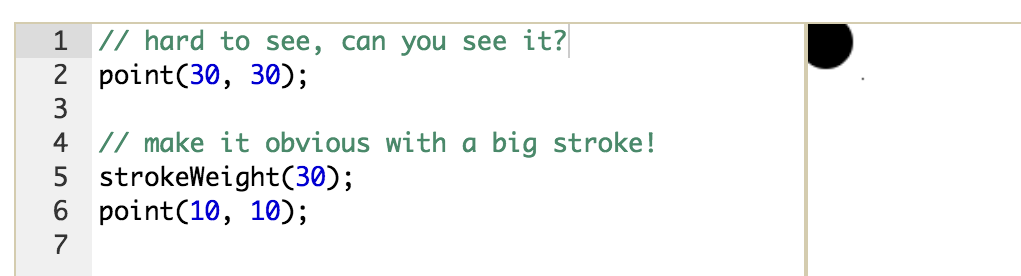 1 // hard to see, can you see it?
2 point(30, 30);
3
4 // make it obvious with a big stroke!
5 strokeWeight(30);
6 point(10, 10);
7